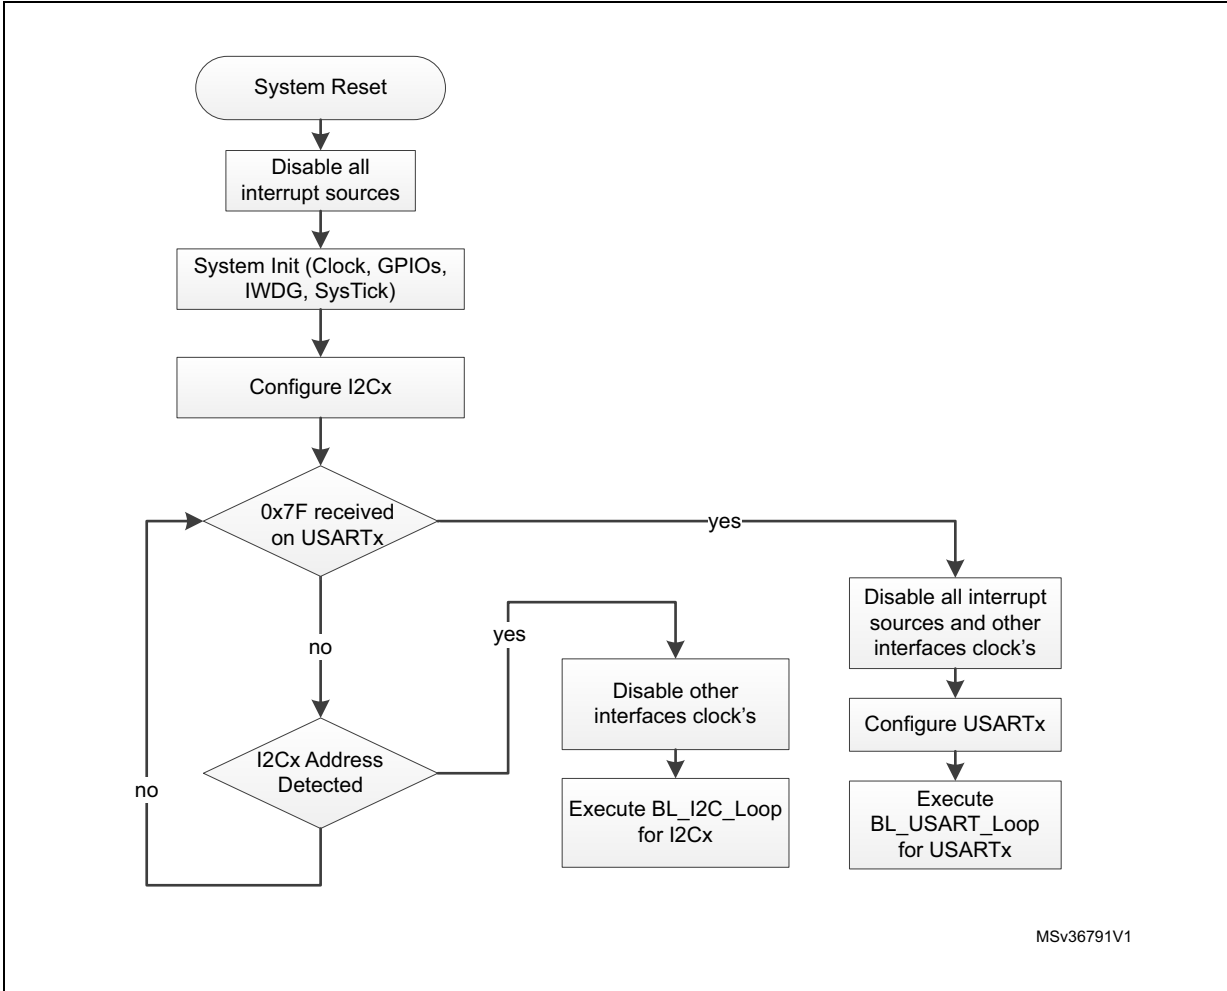 System Reset
Disable all
interrupt sources
System Init (Clock, GPIOs,
IWDG, SysTick)
Configure I2Cx
0x7F received
on USARTx
yes
no
Disable all interrupt
sources and other
interfaces clock’s
yes
Disable other
interfaces clock’s
Configure USARTx
I2Cx Address
Detected
no
Execute BL_I2C_Loop
for I2Cx
Execute
BL_USART_Loop
for USARTx
MSv36791V1